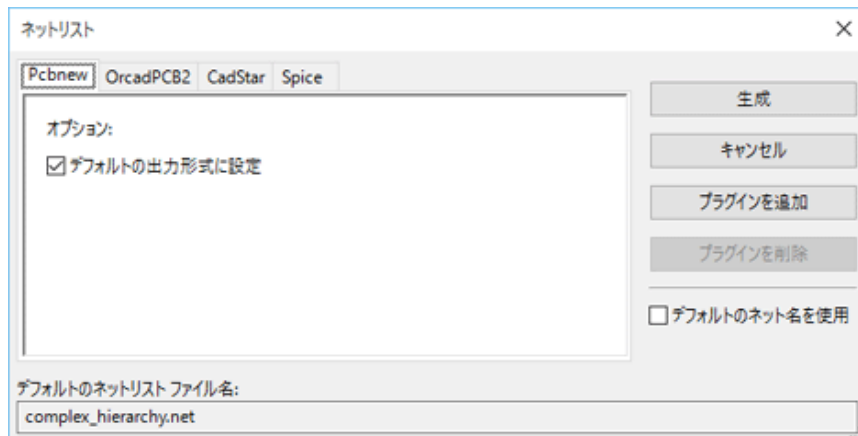 ネットリスト
Pcbnew OrcadPCB2 CadStar Spice
オプション:
デフォルトの出力形式に設定
生成
キャンセル
プラグインを追加
プラグインを削除
デフォルトのネット名を使用
デフォルトのネットリスト ファイル名:
complex_hierarchy.net